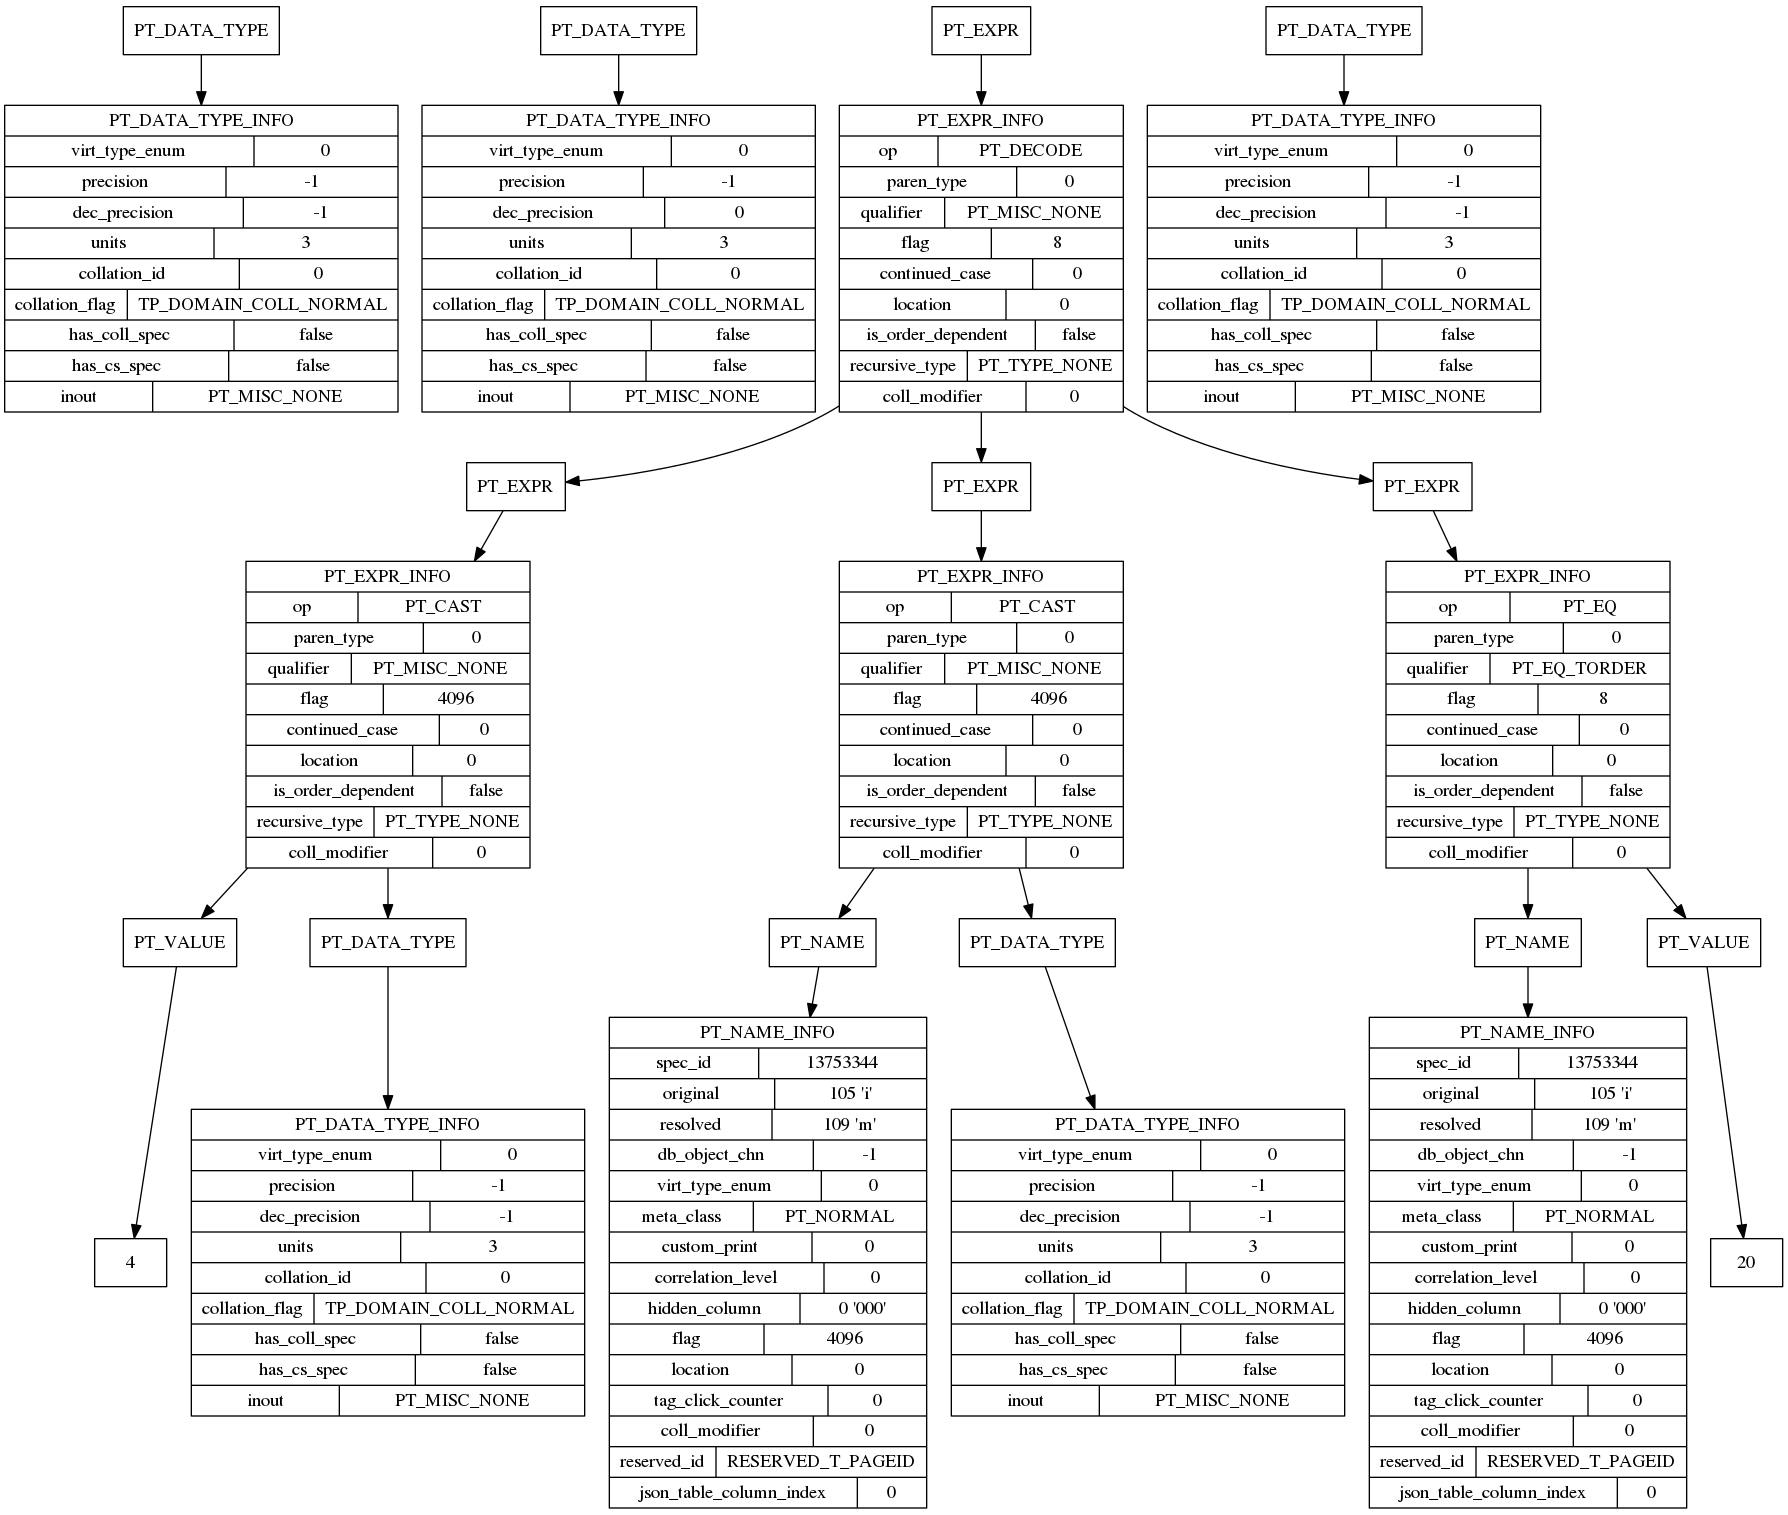 PT_DATA_TYPE
PT_DATA_TYPE
PT_EXPR
PT_DATA_TYPE
PT_DATA_TYPE_INFO
virt_type_enum 0
precision -1
dec_precision -1
units 3
collation_id 0
collation_flag TP_DOMAIN_COLL_NORMAL
has_coll_spec false
has_cs_spec false
inout PT_MISC_NONE
PT_DATA_TYPE_INFO
virt_type_enum 0
precision -1
dec_precision 0
units 3
collation_id 0
collation_flag TP_DOMAIN_COLL_NORMAL
has_coll_spec false
has_cs_spec false
inout PT_MISC_NONE
PT_EXPR_INFO
op PT_DECODE
paren_type 0
qualifier PT_MISC_NONE
flag 8
continued_case 0
location 0
is_order_dependent false
recursive_type PT_TYPE_NONE
coll_modifier 0
PT_DATA_TYPE_INFO
virt_type_enum 0
precision -1
dec_precision -1
units 3
collation_id 0
collation_flag TP_DOMAIN_COLL_NORMAL
has_coll_spec false
has_cs_spec false
inout PT_MISC_NONE
PT_EXPR
PT_EXPR
PT_EXPR
PT_EXPR_INFO
op PT_CAST
paren_type 0
qualifier PT_MISC_NONE
flag 4096
continued_case 0
location 0
is_order_dependent false
recursive_type PT_TYPE_NONE
coll_modifier 0
PT_EXPR_INFO
op PT_CAST
paren_type 0
qualifier PT_MISC_NONE
flag 4096
continued_case 0
location 0
is_order_dependent false
recursive_type PT_TYPE_NONE
coll_modifier 0
PT_EXPR_INFO
op PT_EQ
paren_type 0
qualifier PT_EQ_TORDER
flag 8
continued_case 0
location 0
is_order_dependent false
recursive_type PT_TYPE_NONE
coll_modifier 0
PT_VALUE
PT_DATA_TYPE
PT_NAME
PT_DATA_TYPE
PT_NAME
PT_VALUE
4
PT_DATA_TYPE_INFO
virt_type_enum 0
precision -1
dec_precision -1
units 3
collation_id 0
collation_flag TP_DOMAIN_COLL_NORMAL
has_coll_spec false
has_cs_spec false
inout PT_MISC_NONE
PT_NAME_INFO
spec_id 13753344
original 105 'i'
resolved 109 'm'
db_object_chn -1
virt_type_enum 0
meta_class PT_NORMAL
custom_print 0
correlation_level 0
hidden_column 0 '000'
flag 4096
location 0
tag_click_counter 0
coll_modifier 0
reserved_id RESERVED_T_PAGEID
json_table_column_index 0
PT_DATA_TYPE_INFO
virt_type_enum 0
precision -1
dec_precision -1
units 3
collation_id 0
collation_flag TP_DOMAIN_COLL_NORMAL
has_coll_spec false
has_cs_spec false
inout PT_MISC_NONE
PT_NAME_INFO
spec_id 13753344
original 105 'i'
resolved 109 'm'
db_object_chn -1
virt_type_enum 0
meta_class PT_NORMAL
custom_print 0
correlation_level 0
hidden_column 0 '000'
flag 4096
location 0
tag_click_counter 0
coll_modifier 0
reserved_id RESERVED_T_PAGEID
json_table_column_index 0
20